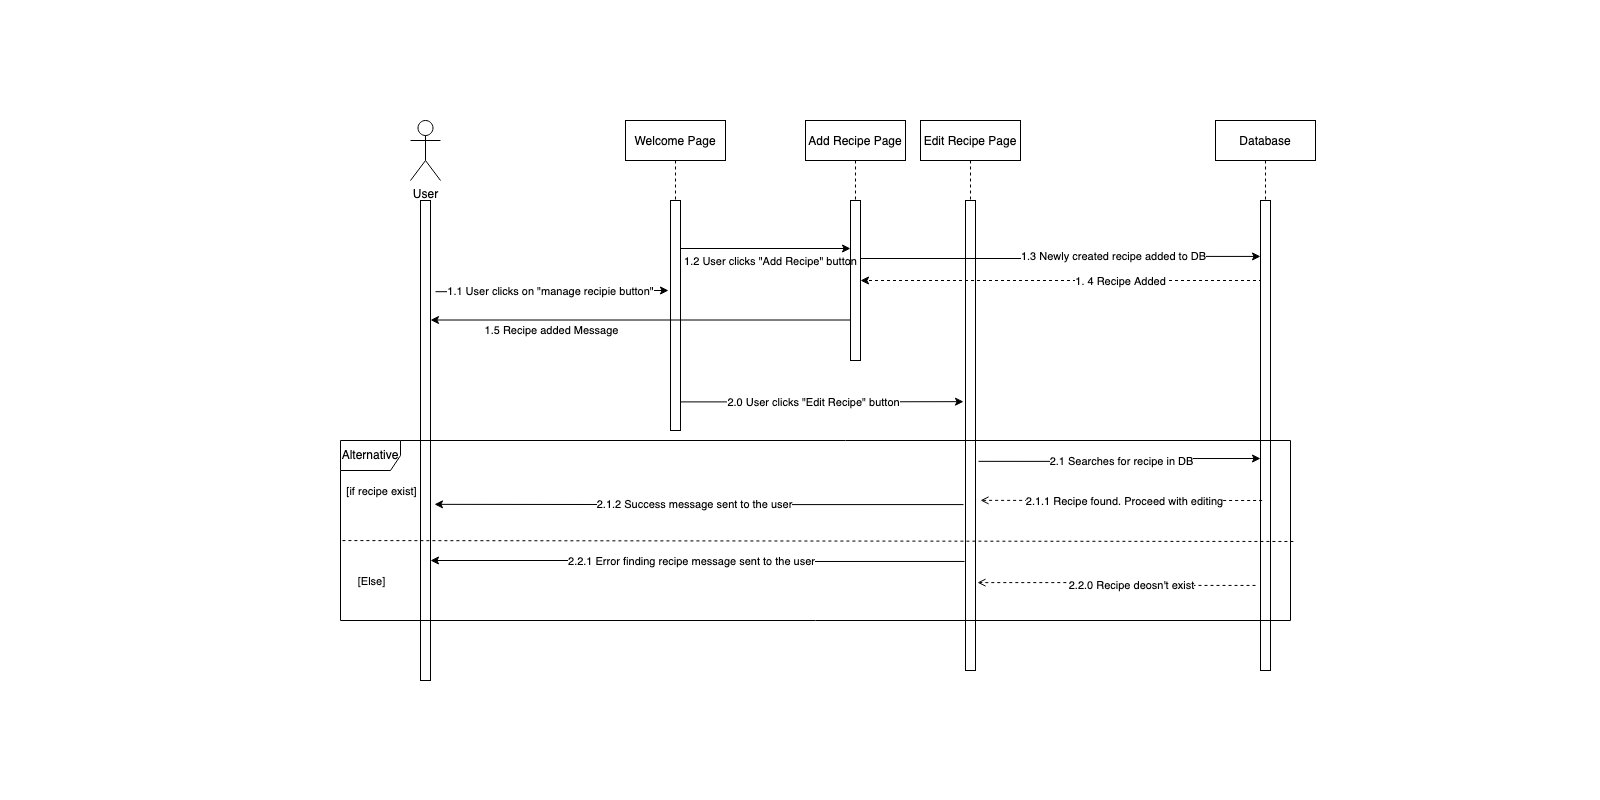 User
Welcome Page
Add Recipe Page
Edit Recipe Page
Database
1.2 User clicks "Add Recipe" button
1.3 Newly created recipe added to DB
1. 4 Recipe Added
1.1 User clicks on "manage recipie button"
1.5 Recipe added Message
2.0 User clicks "Edit Recipe" button
Alternative
2.1 Searches for recipe in DB
[if recipe exist]
2.1.1 Recipe found. Proceed with editing
2.1.2 Success message sent to the user
2.2.1 Error finding recipe message sent to the user
[Else]
2.2.0 Recipe deosn't exist